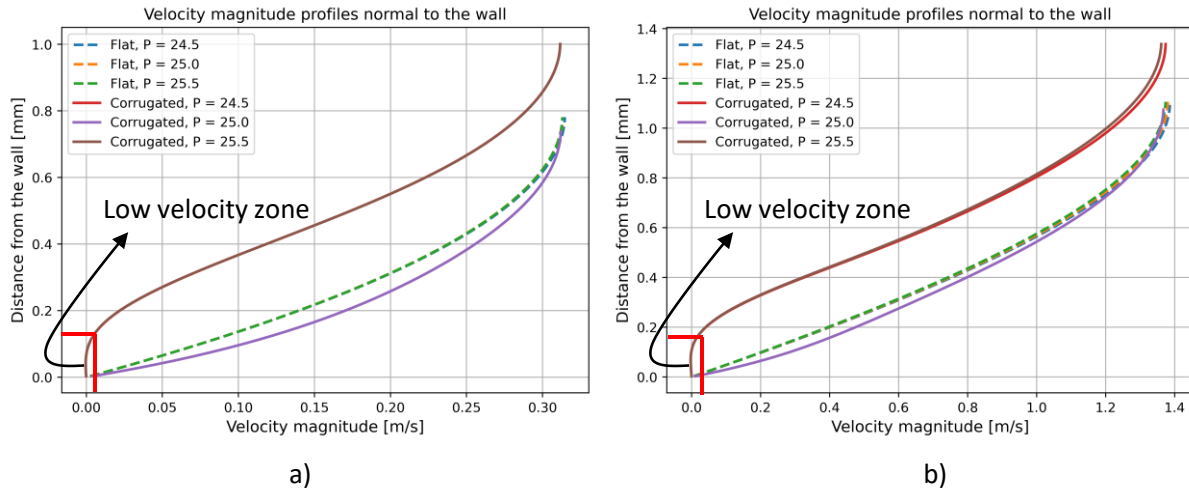 Velocity magnitude profiles normal to the wall
1.0
0.8
0.6
0.4
0.2
0.0
Distance from the wall [mm]
Flat, P = 24.5
Flat, P = 25.0
Flat, P = 25.5
Corrugated, P = 24.5
Corrugated, P = 25.0
Corrugated, P = 25.5
Low velocity zone
0.00 0.05 0.10 0.15 0.20 0.25 0.30
Velocity magnitude [m/s]
a)
Velocity magnitude profiles normal to the wall
1.4
1.2
1.0
0.8
0.6
0.4
0.2
0.0
Distance from the wall [mm]
Flat, P = 24.5
Flat, P = 25.0
Flat, P = 25.5
Corrugated, P = 24.5
Corrugated, P = 25.0
Corrugated, P = 25.5
Low velocity zone
0.0 0.2 0.4 0.6 0.8 1.0 1.2 1.4
Velocity magnitude [m/s]
b)